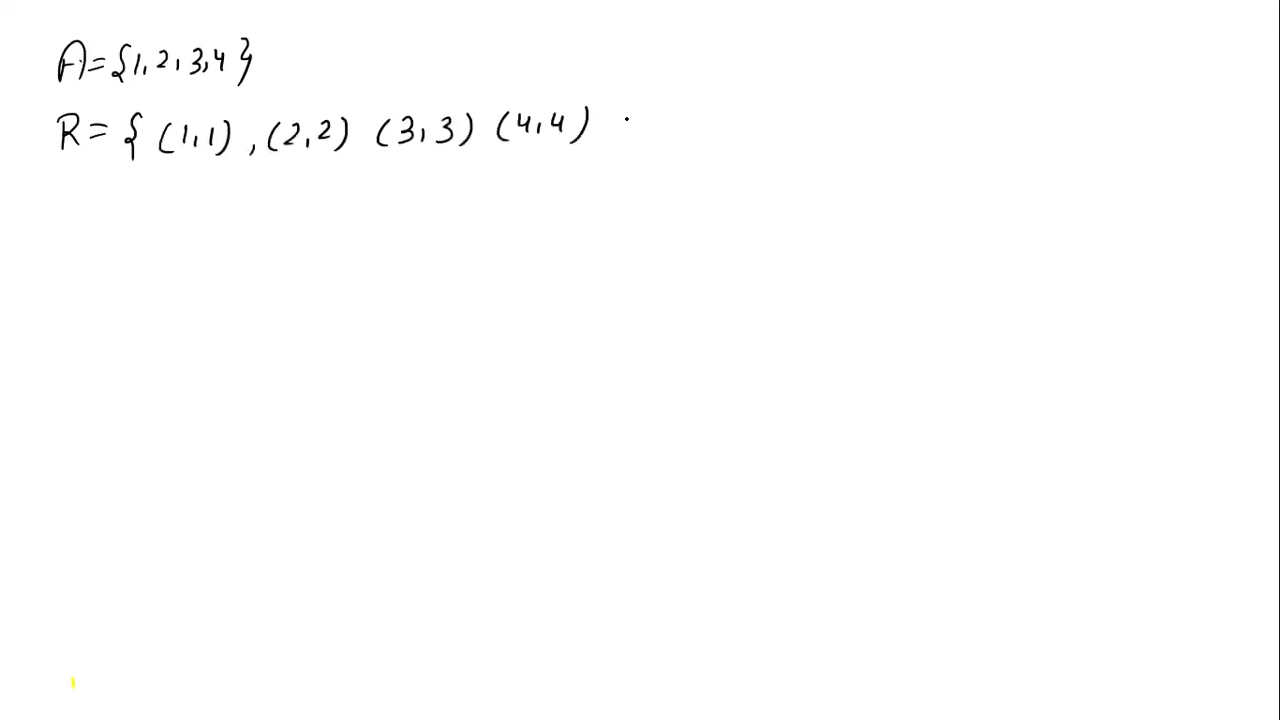 A={1,2,3,4}
R={(1,1),(2,2) (3,3) (4,4)